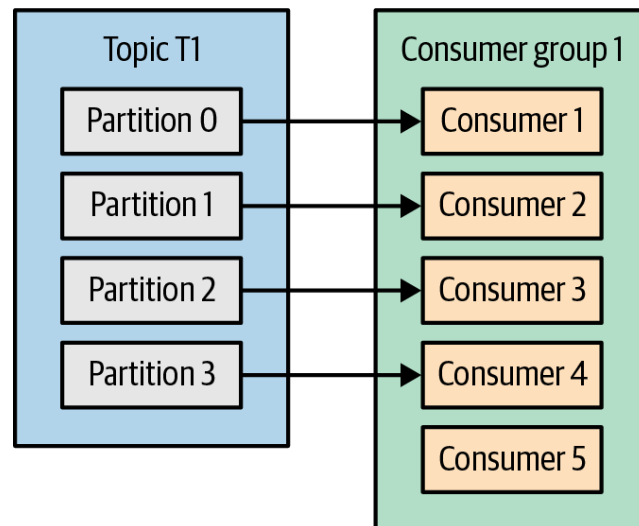 Topic T1
Partition 0
Partition 1
Partition 2
Partition 3
Consumer group 1
Consumer 1
Consumer 2
Consumer 3
Consumer 4
Consumer 5